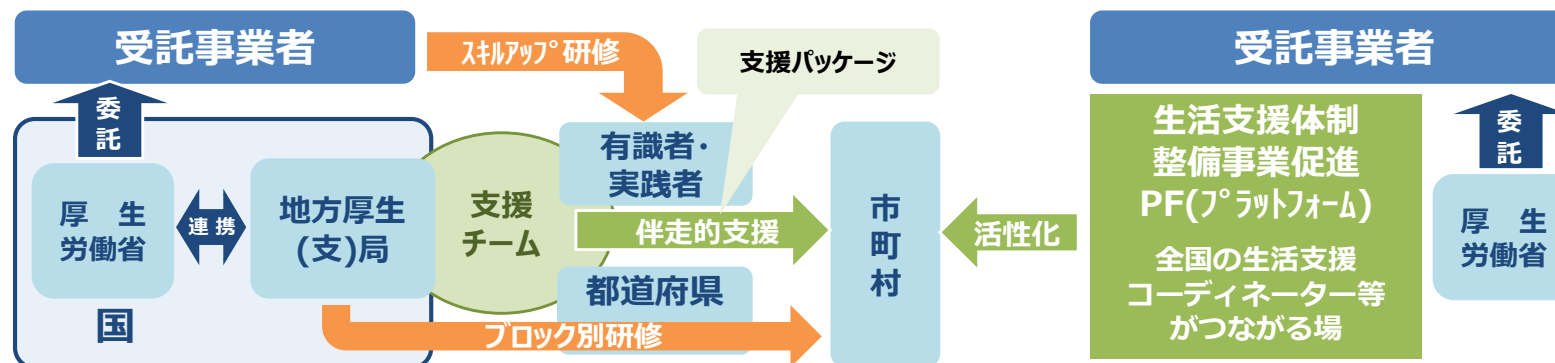 受託事業者
スキルアップ研修
支援パッケージ
委
託
厚　生
労働省
連携
地方厚生
(支)局
国
支援
チーム
有識者・
実践者
伴走的支援
都道府県
ブロック別研修
市
町
村
活性化
受託事業者
生活支援体制
整備事業促進
PF(プラットフォーム)
全国の生活支援
コーディネーター等
がつながる場
委
託
厚　生
労働省